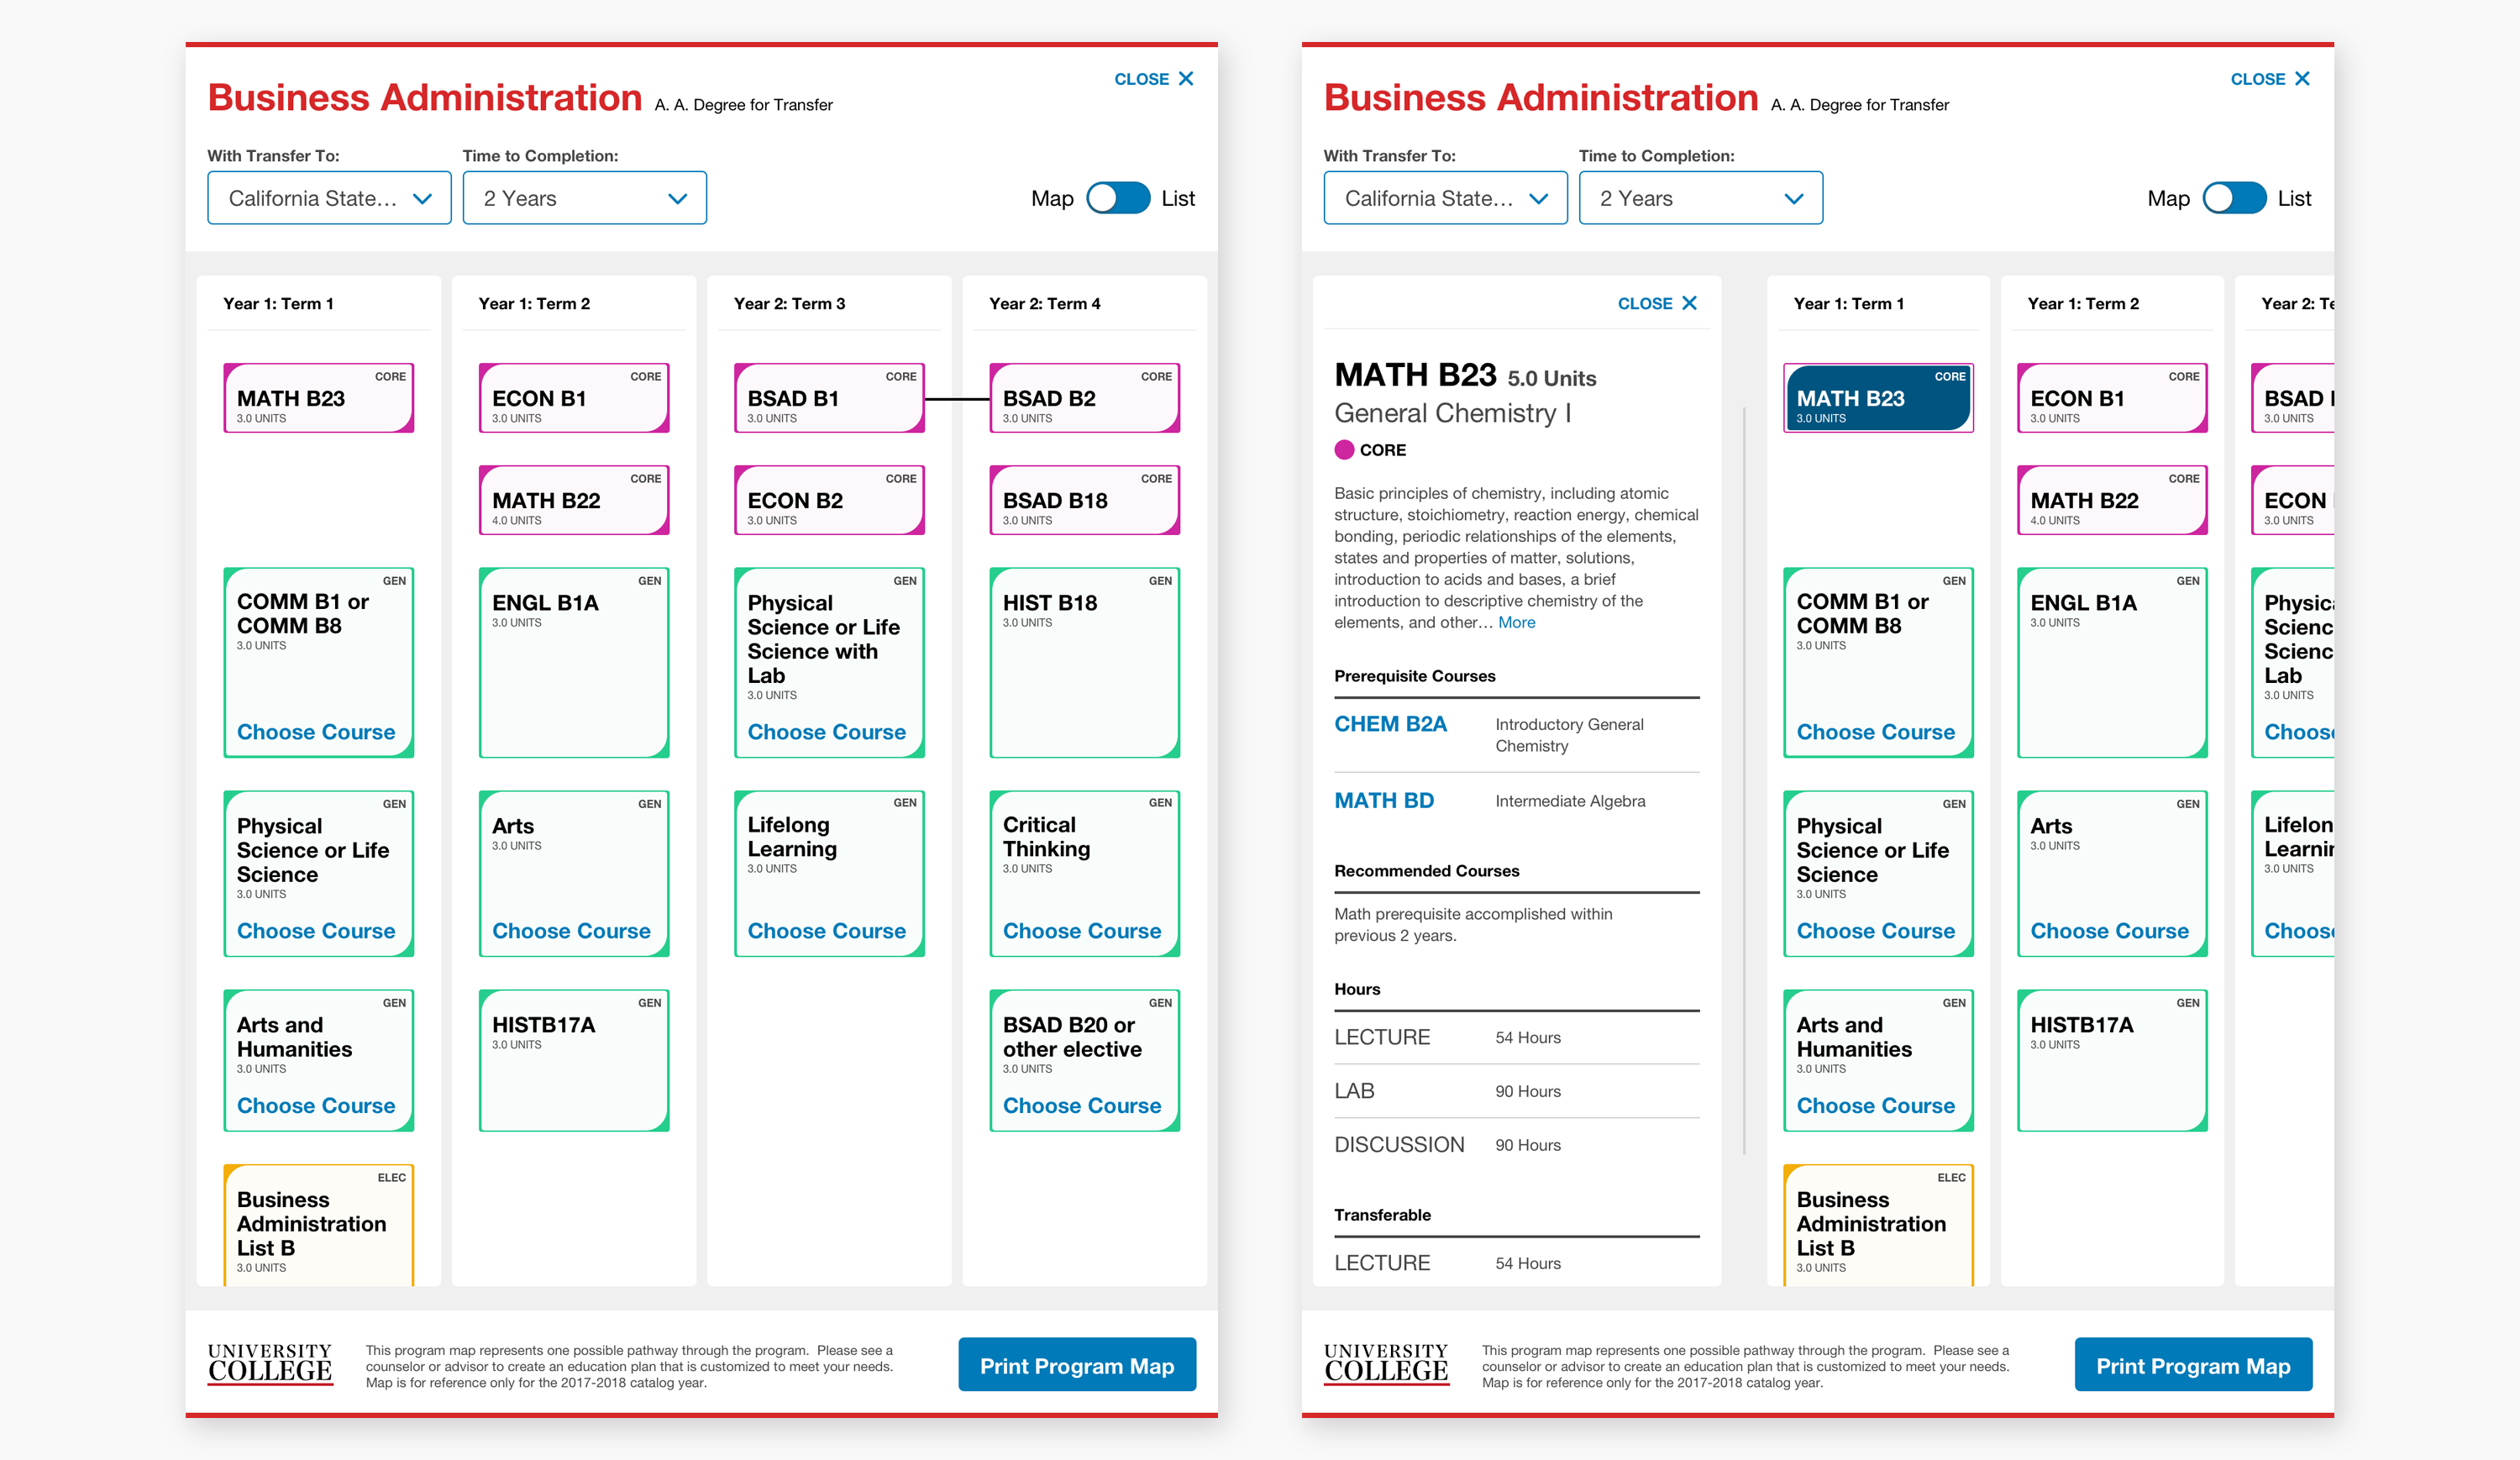 CLOSE
Business Administration A. A. Degree for Transfer
With Transfer To:
Time to Completion:
California State...
2 Years
Map
List
Year 1: Term 1
CORE
MATH B23
3.0 UNITS
GEN
COMM B1 or
COMM B8
3.0 UNITS
Choose Course
GEN
Physical
Science or Life
Science
3.0 UNITS
Choose Course
GEN
Arts and
Humanities
3.0 UNITS
Choose Course
ELEC
Business
Administration
List B
3.0 UNITS
Year 1: Term 2
CORE
ECON B1
3.0 UNITS
CORE
MATH B22
4.0 UNITS
GEN
ENGL B1A
3.0 UNITS
GEN
Arts
3.0 UNITS
Choose Course
GEN
HISTB17A
3.0 UNITS
Year 2: Term 3
CORE
BSAD B1
3.0 UNITS
CORE
ECON B2
3.0 UNITS
GEN
Physical
Science or Life
Science with
Lab
3.0 UNITS
Choose Course
GEN
Lifelong
Learning
3.0 UNITS
Choose Course
Year 2: Term 4
CORE
BSAD B2
3.0 UNITS
CORE
BSAD B18
3.0 UNITS
GEN
HIST B18
3.0 UNITS
GEN
Critical
Thinking
3.0 UNITS
Choose Course
GEN
BSAD B20 or
other elective
3.0 UNITS
Choose Course
UNIVERSITY
COLLEGE
This program map represents one possible pathway through the program. Please see a
counselor or advisor to create an education plan that is customized to meet your needs.
Map is for reference only for the 2017-2018 catalog year.
Print Program Map
CLOSE
Business Administration A. A. Degree for Transfer
With Transfer To:
Time to Completion:
California State...
2 Years
Map
List
CLOSE
MATH B23 5.0 Units
General Chemistry I
CORE
Basic principles of chemistry, including atomic
structure, stoichiometry, reaction energy, chemical
bonding, periodic relationships of the elements,
states and properties of matter, solutions,
introduction to acids and bases, a brief
introduction to descriptive chemistry of the
elements, and other... More
Prerequisite Courses
CHEM B2A Introductory General
Chemistry
MATH BD Intermediate Algebra
Recommended Courses
Math prerequisite accomplished within
previous 2 years.
Hours
LECTURE 54 Hours
LAB 90 Hours
DISCUSSION 90 Hours
Transferable
LECTURE 54 Hours
Year 1: Term 1
CORE
MATH B23
3.0 UNITS
GEN
COMM B1 or
COMM B8
3.0 UNITS
Choose Course
GEN
Physical
Science or Life
Science
3.0 UNITS
Choose Course
GEN
Arts and
Humanities
3.0 UNITS
Choose Course
ELEC
Business
Administration
List B
3.0 UNITS
Year 1: Term 2
CORE
ECON B1
3.0 UNITS
CORE
MATH B22
4.0 UNITS
GEN
ENGL B1A
3.0 UNITS
GEN
Arts
3.0 UNITS
Choose Course
GEN
HISTB17A
3.0 UNITS
Year 2:
BSAD
3.0 UNITS
ECON
3.0 UNITS
Lab
3.0 UNITS
3.0 UNITS
UNIVERSITY
COLLEGE
This program map represents one possible pathway through the program. Please see a
counselor or advisor to create an education plan that is customized to meet your needs.
Map is for reference only for the 2017-2018 catalog year.
Print Program Map